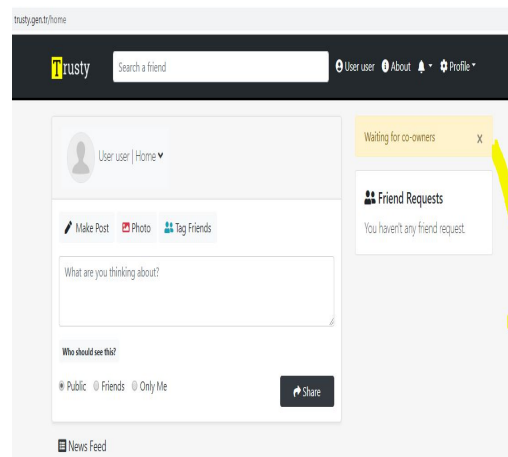 trusty.gen.tr/home
Trusty Search a friend User user About Profile
Waiting for co-owners x
User user | Home
Friend Requests
You haven't any friend request.
Make Post Photo Tag Friends
What are you thinking about?
Who should see this?
Public Friends Only Me
Share
News Feed